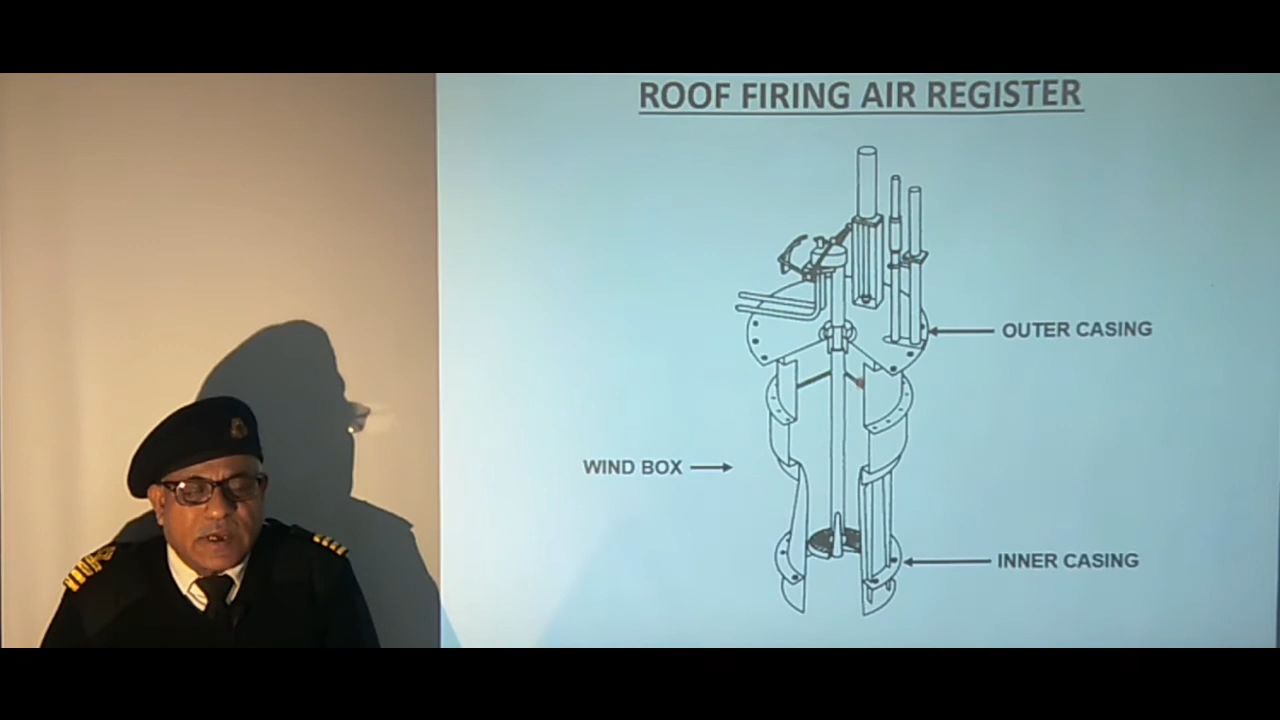 ROOF FIRING AIR REGISTER
OUTER CASING
WIND BOX
INNER CASING